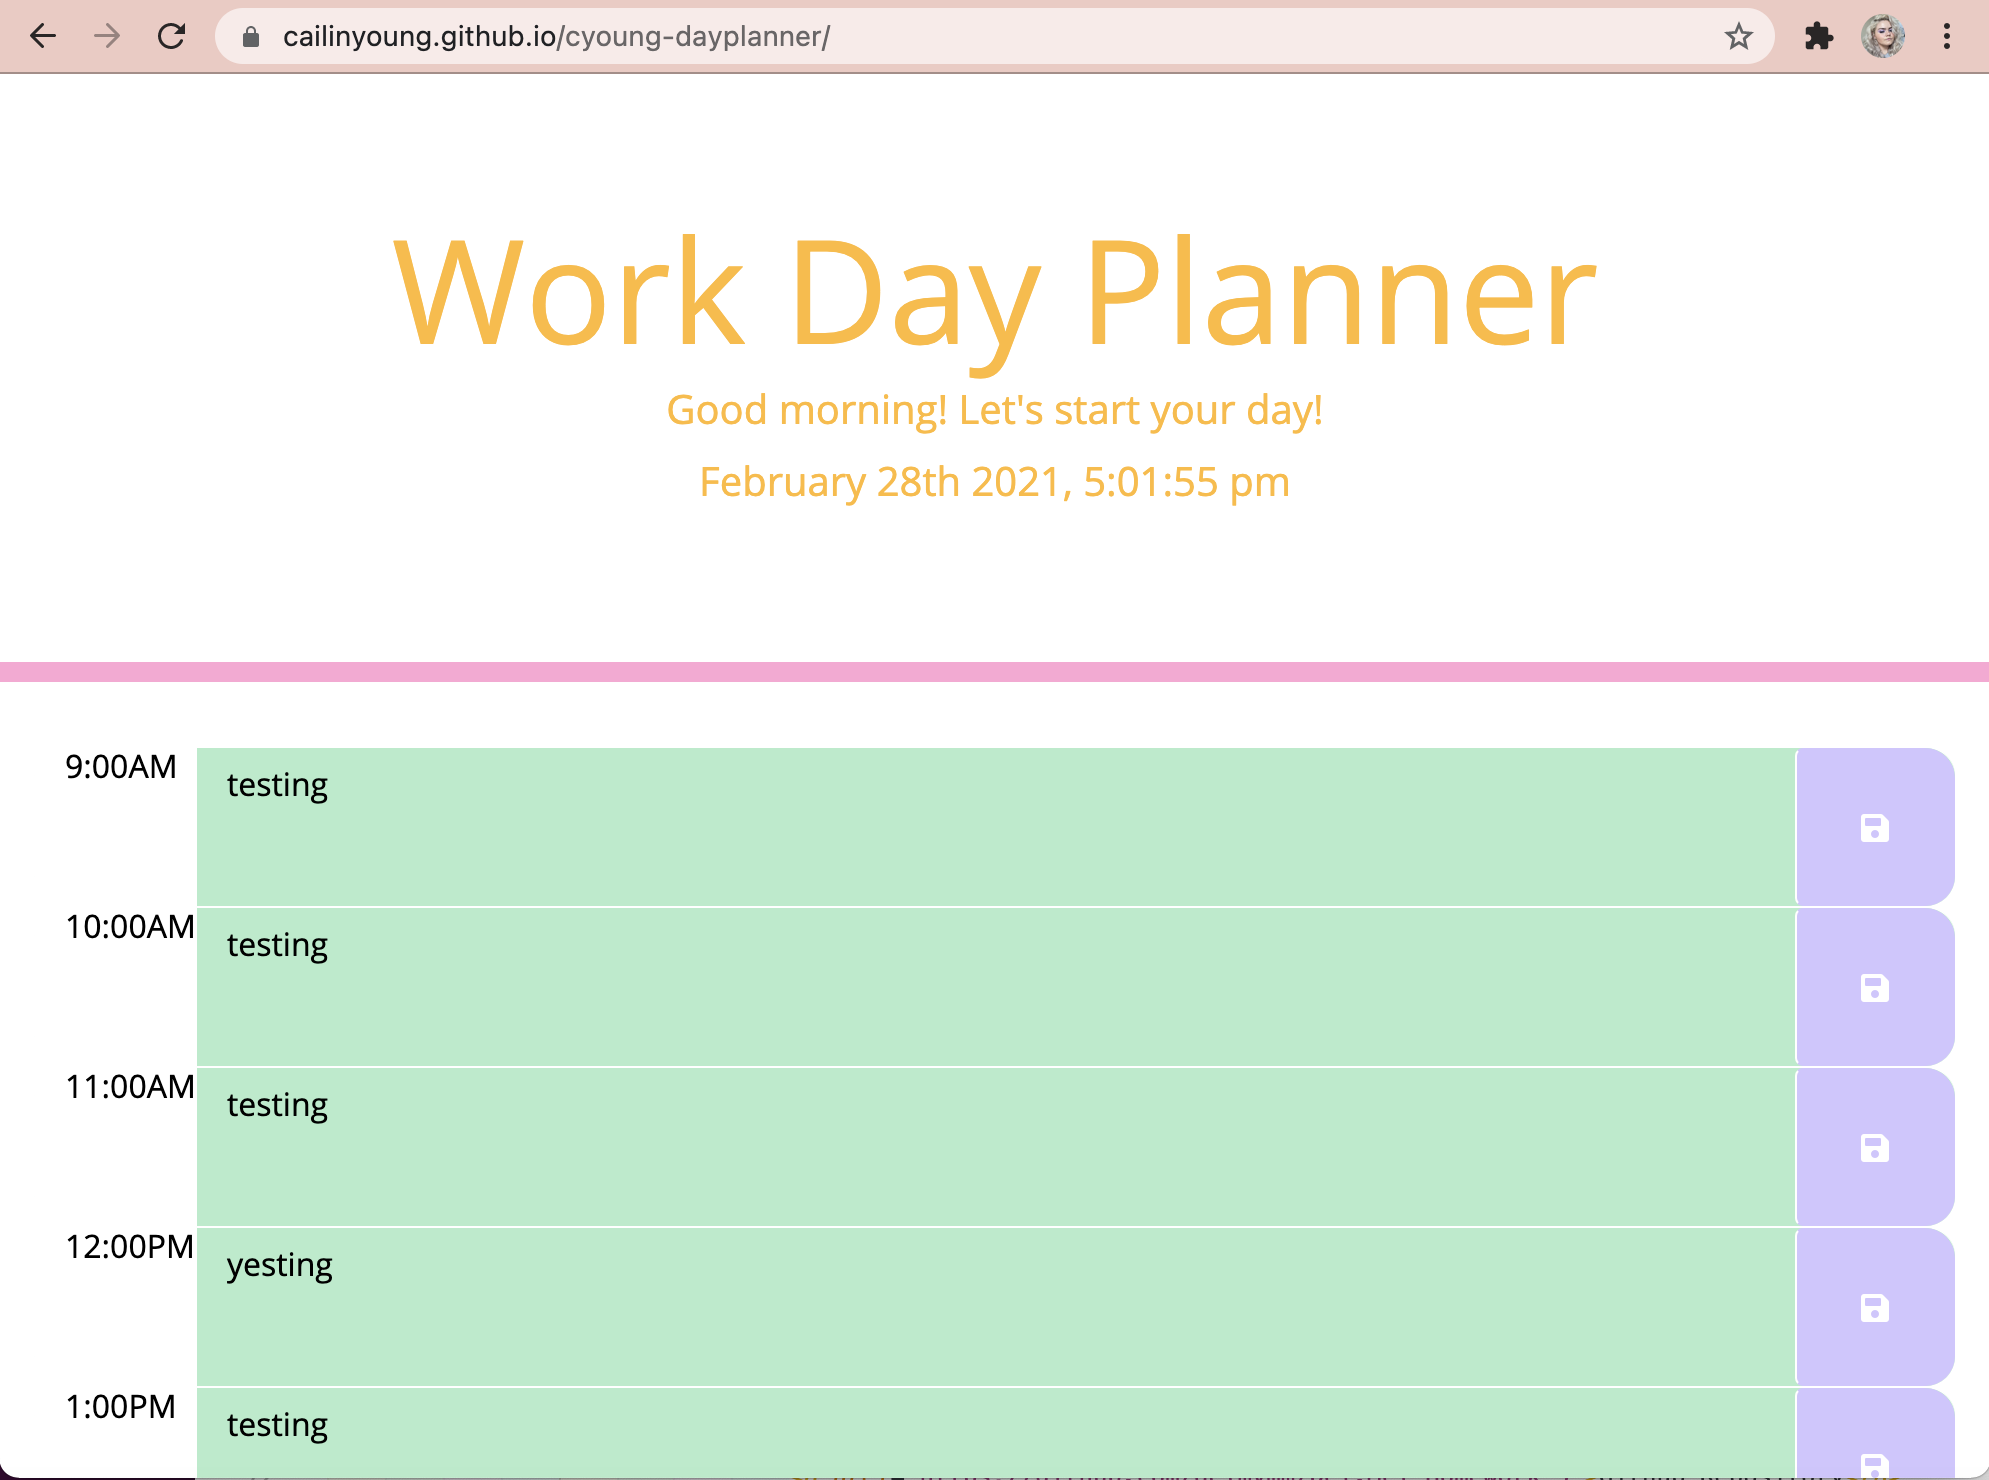 cailinyoung.github.io/cyoung-dayplanner/
Work Day Planner
Good morning! Let's start your day!
February 28th 2021, 5:01:55 pm
9:00AM
testing
10:00AM
testing
11:00AM
testing
12:00PM
yesting
1:00PM
testing